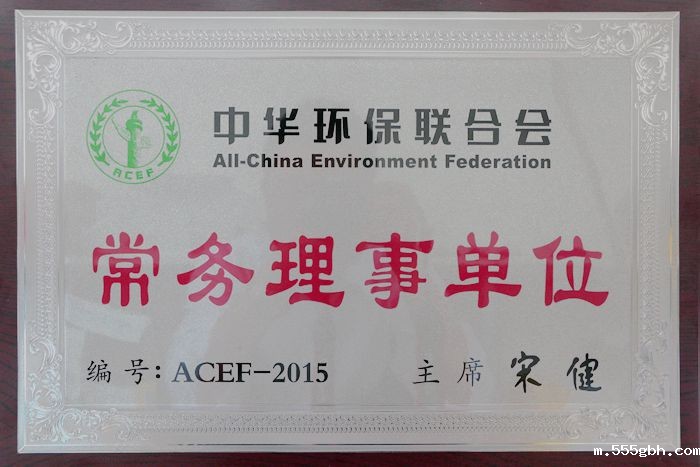 中华环保联合会
All-China Environment Federation
ACEF
常务理事单位
编号：ACEF-2015 主席 宋健
m.555gbh.com